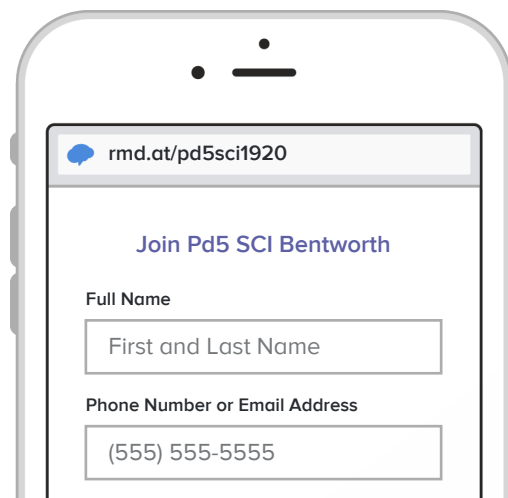 rmd.at/pd5sci1920
Join Pd5 SCI Bentworth
Full Name
First and Last Name
Phone Number or Email Address
(555) 555-5555